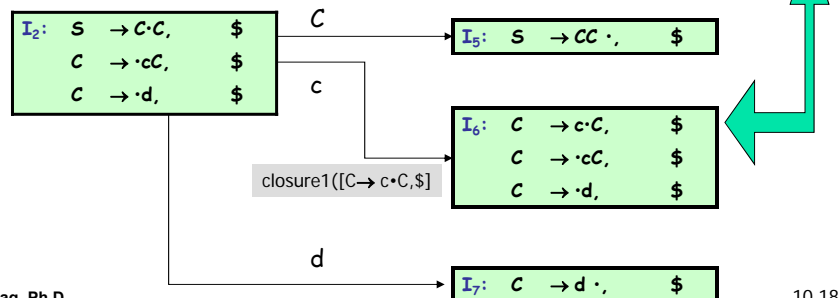 I₂: S → C·C, $
C → ·cC, $
C → ·d, $
C
I₅: S → CC ·, $
c
I₆: C → c·C, $
C → ·cC, $
C → ·d, $
closure1([C→ c•C,$]
d
I₇: C → d ·, $
10.18